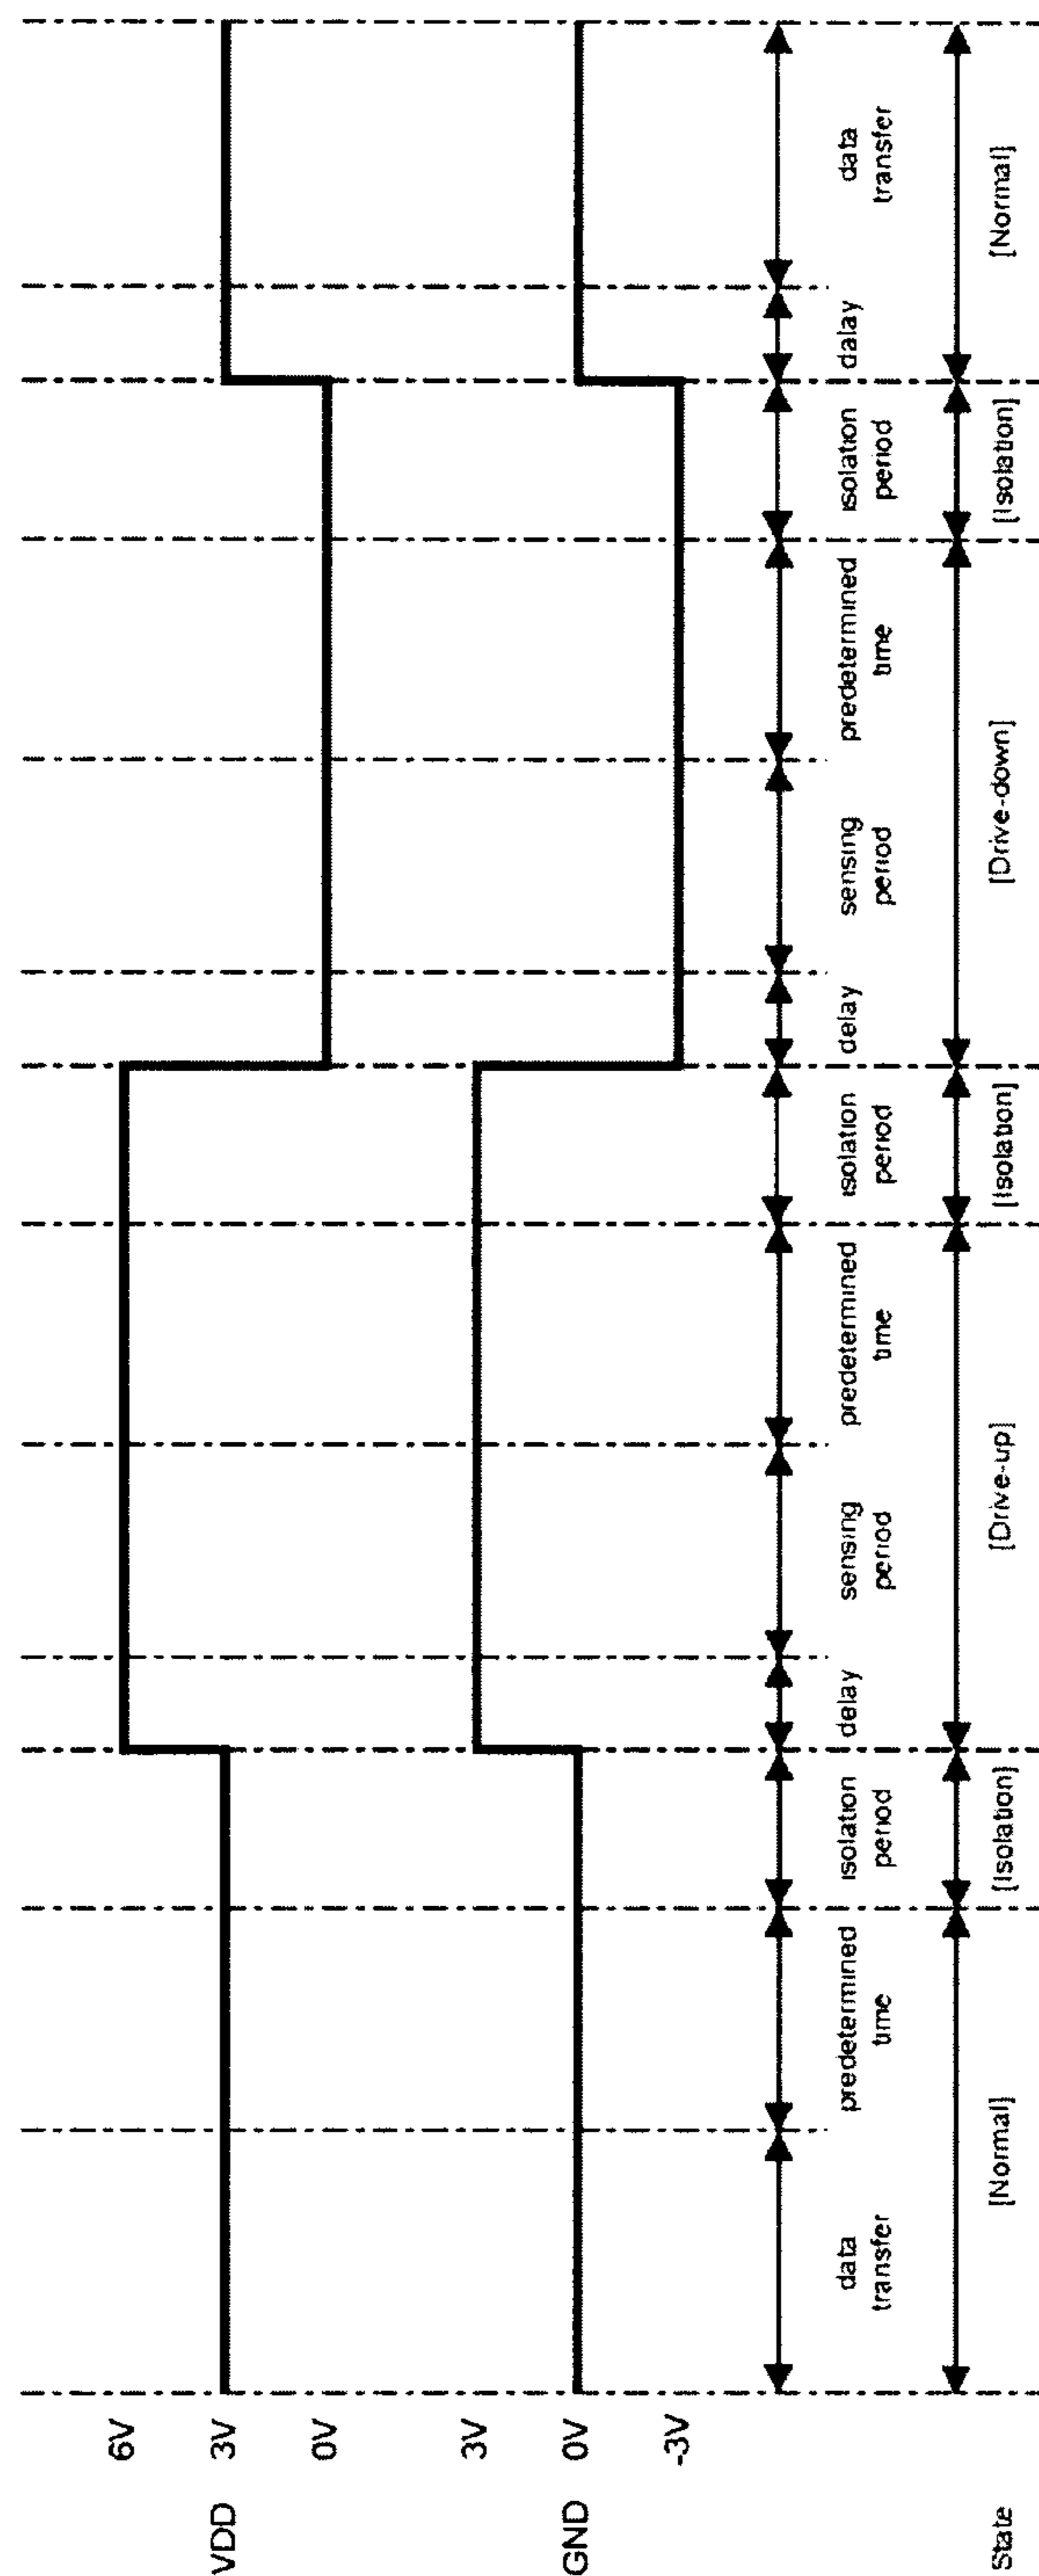 6V
VDD 3V
0V
3V
GND 0V
-3V
data
transfer
predetermined
time
isolation
period
delay
sensing
period
predetermined
time
isolation
period
delay
sensing
period
predetermined
time
isolation
period
dalay
data
transfer
State
[Normal]
[Isolation]
[Drive-up]
[Isolation]
[Drive-down]
[Isolation]
[Normal]